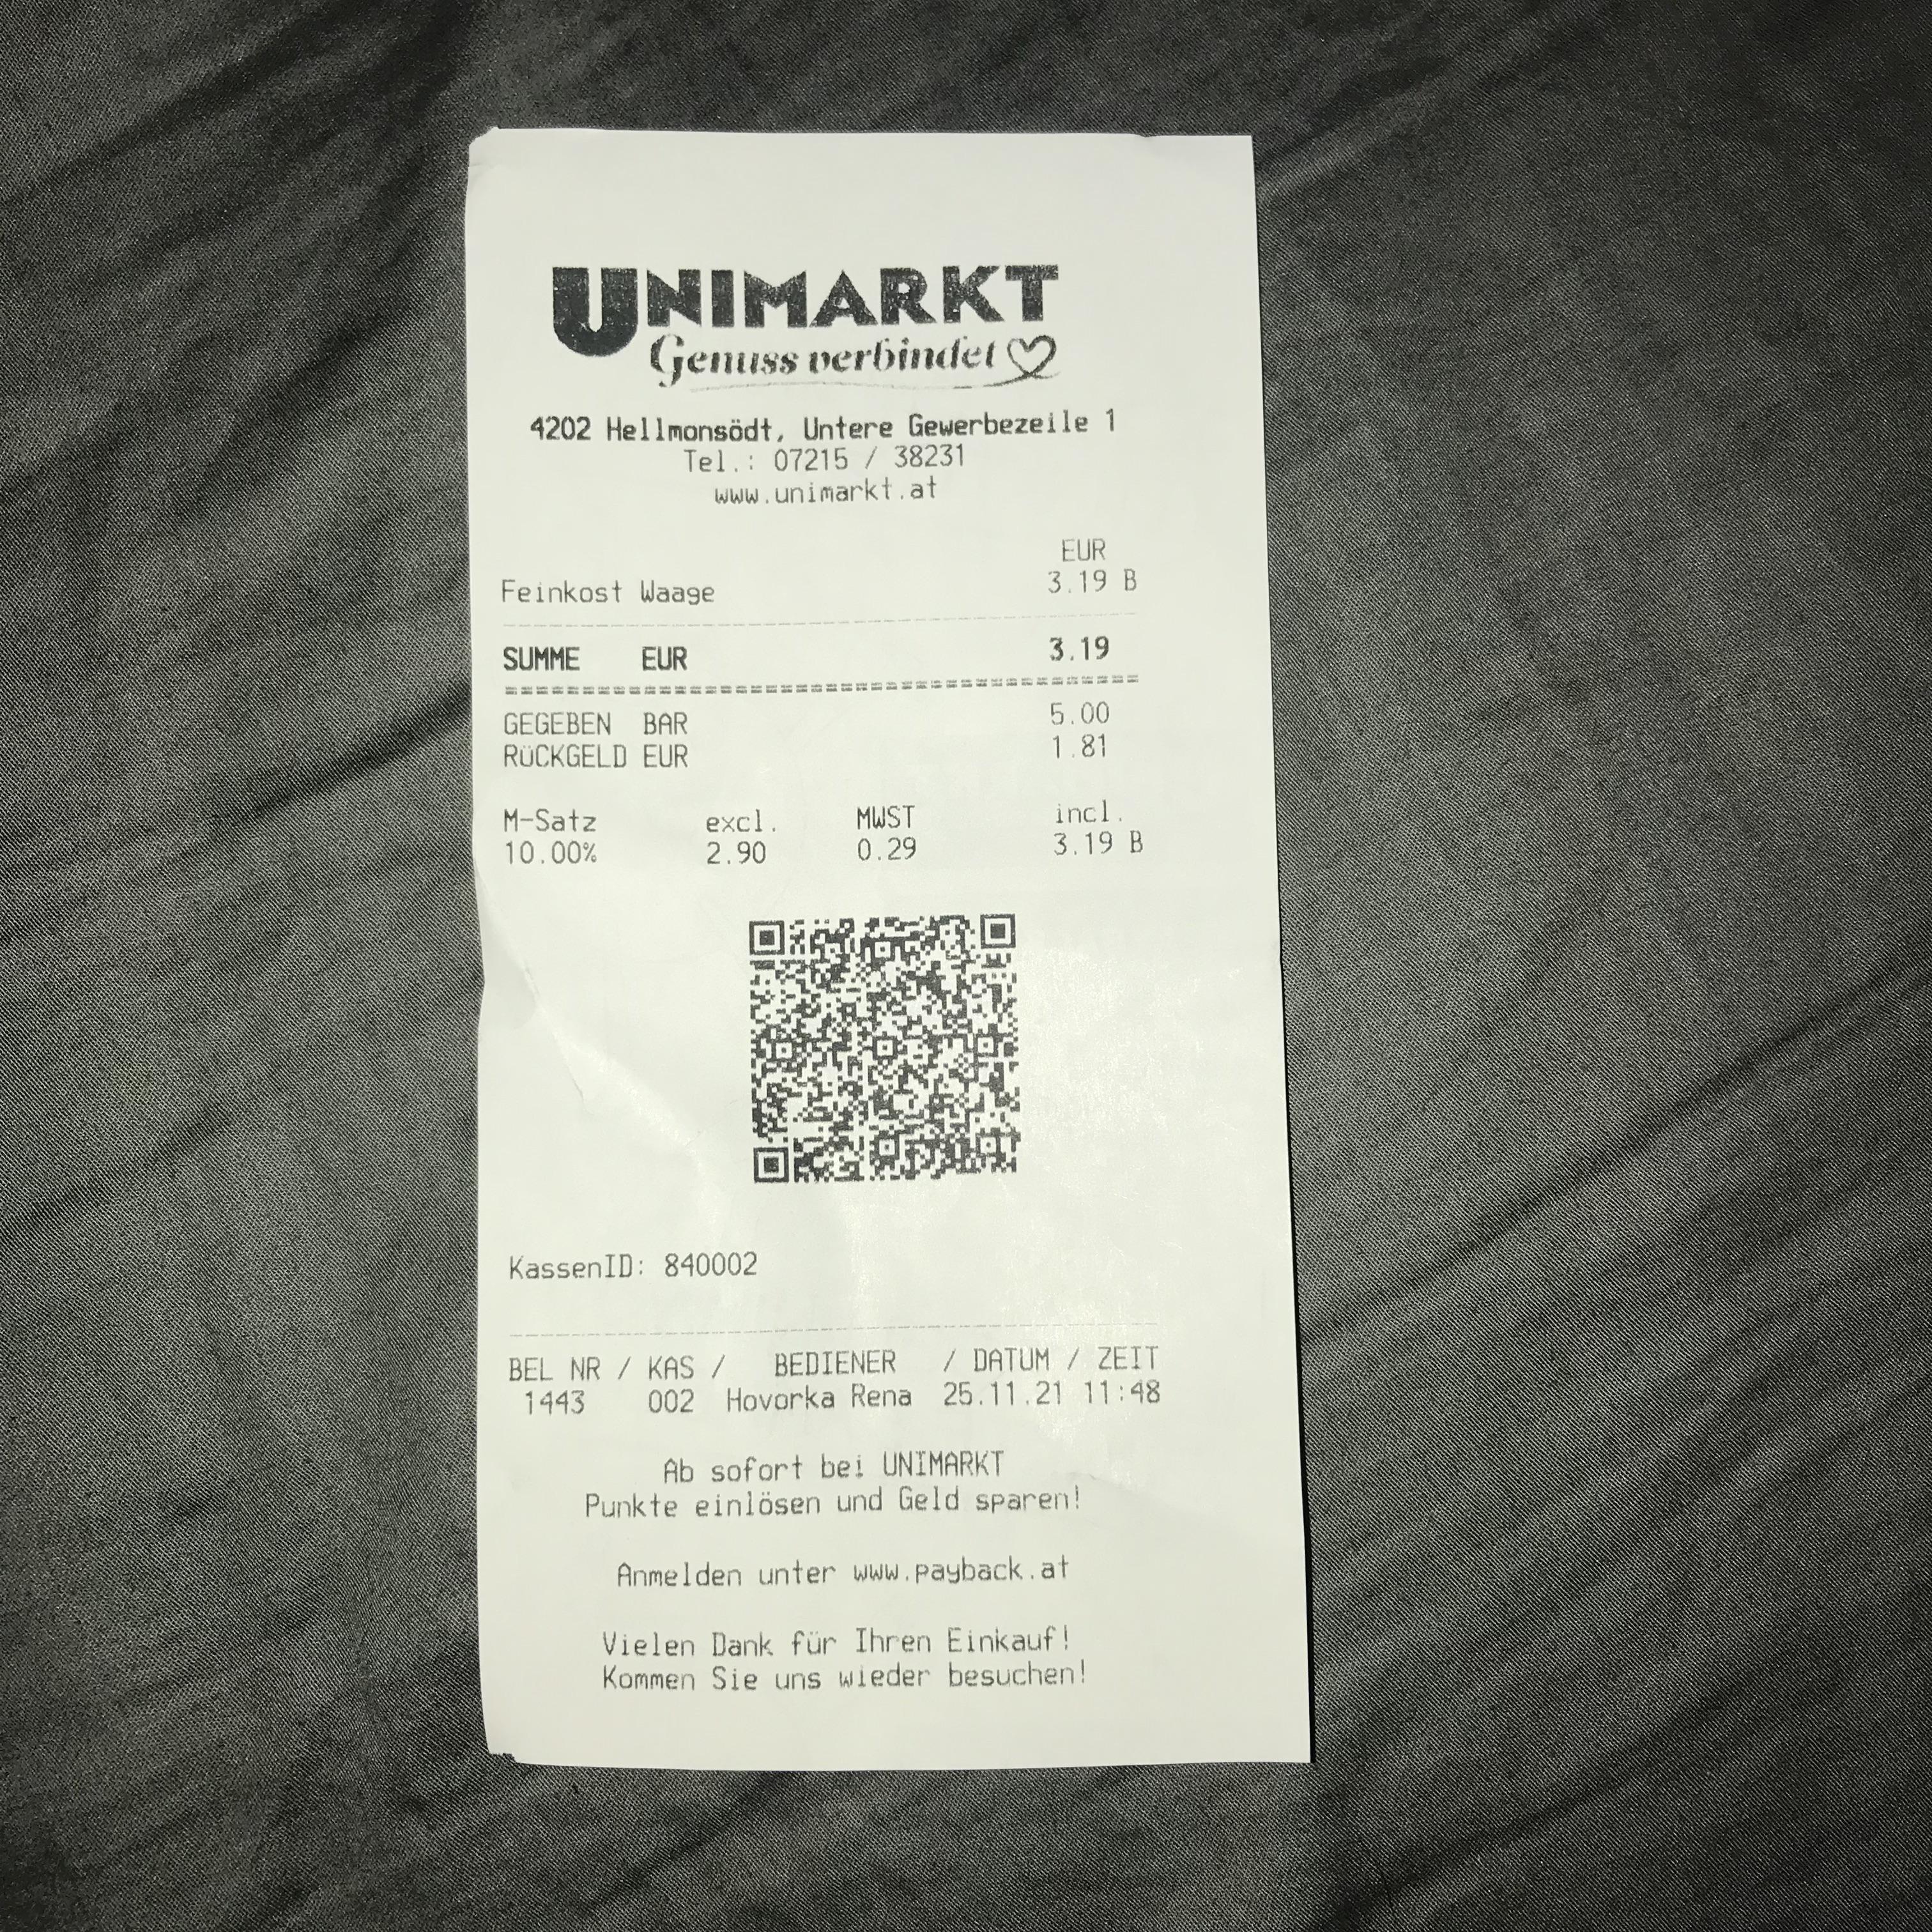 UNIMARKT
Genuss verbindet
4202 Hellmonsödt, Untere Gewerbezeile 1
Tel.: 07215 / 38231
www.unimarkt.at
EUR
Feinkost Waage 3.19 B
SUMME EUR 3.19
GEGEBEN BAR 5.00
RÜCKGELD EUR 1.81
M-Satz excl. MWST incl.
10.00% 2.90 0.29 3.19 B
KassenID: 840002
BEL NR / KAS / BEDIENER / DATUM / ZEIT
1443 002 Hovorka Rena 25.11.21 11:48
Ab sofort bei UNIMARKT
Punkte einlösen und Geld sparen!
Anmelden unter www.payback.at
Vielen Dank für Ihren Einkauf!
Kommen Sie uns wieder besuchen!